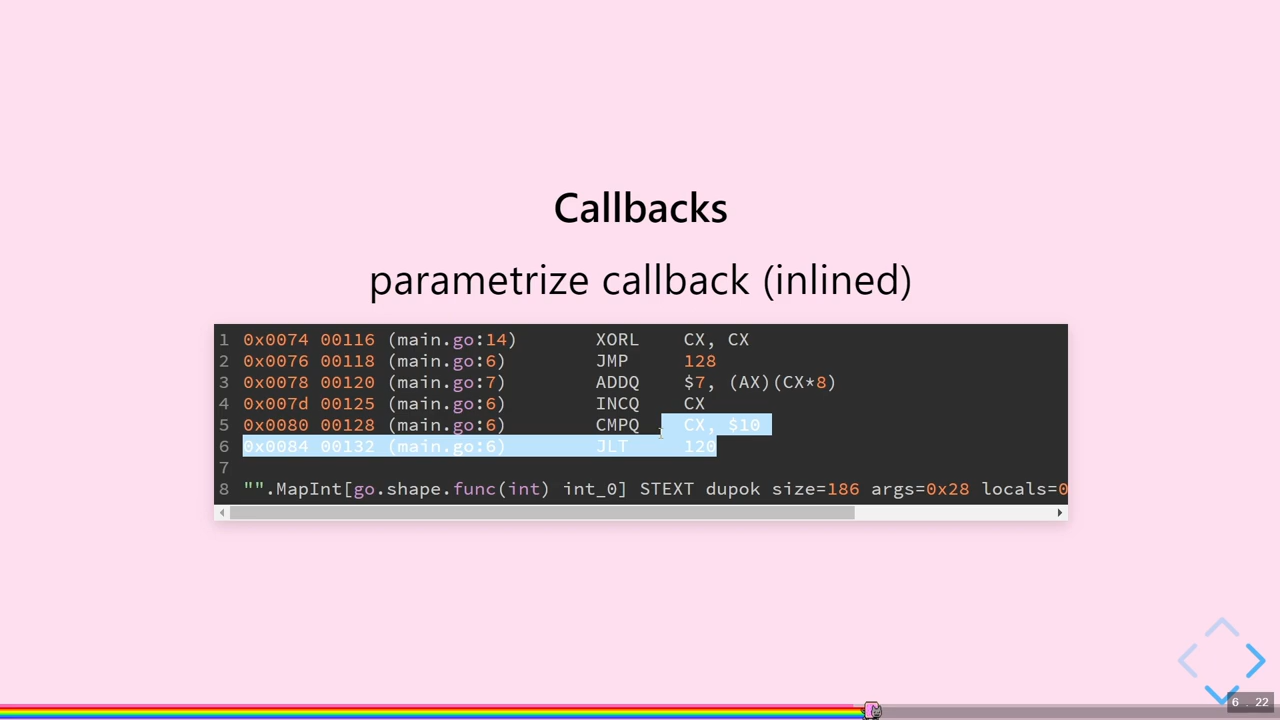 Callbacks
parametrize callback (inlined)
1 0x0074 00116 (main.go:14) XORL CX, CX
2 0x0076 00118 (main.go:6) JMP 128
3 0x0078 00120 (main.go:7) ADDQ $7, (AX)(CX*8)
4 0x007d 00125 (main.go:6) INCQ CX
5 0x0080 00128 (main.go:6) CMPQ CX, $10
6 0x0084 00132 (main.go:6) JLT 120
7
8 "".MapInt[go.shape.func(int) int_0] STEXT dupok size=186 args=0x28 locals=0
6 . 22